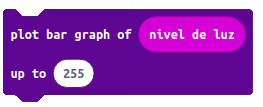 plot bar graph of nivel de luz
up to 255